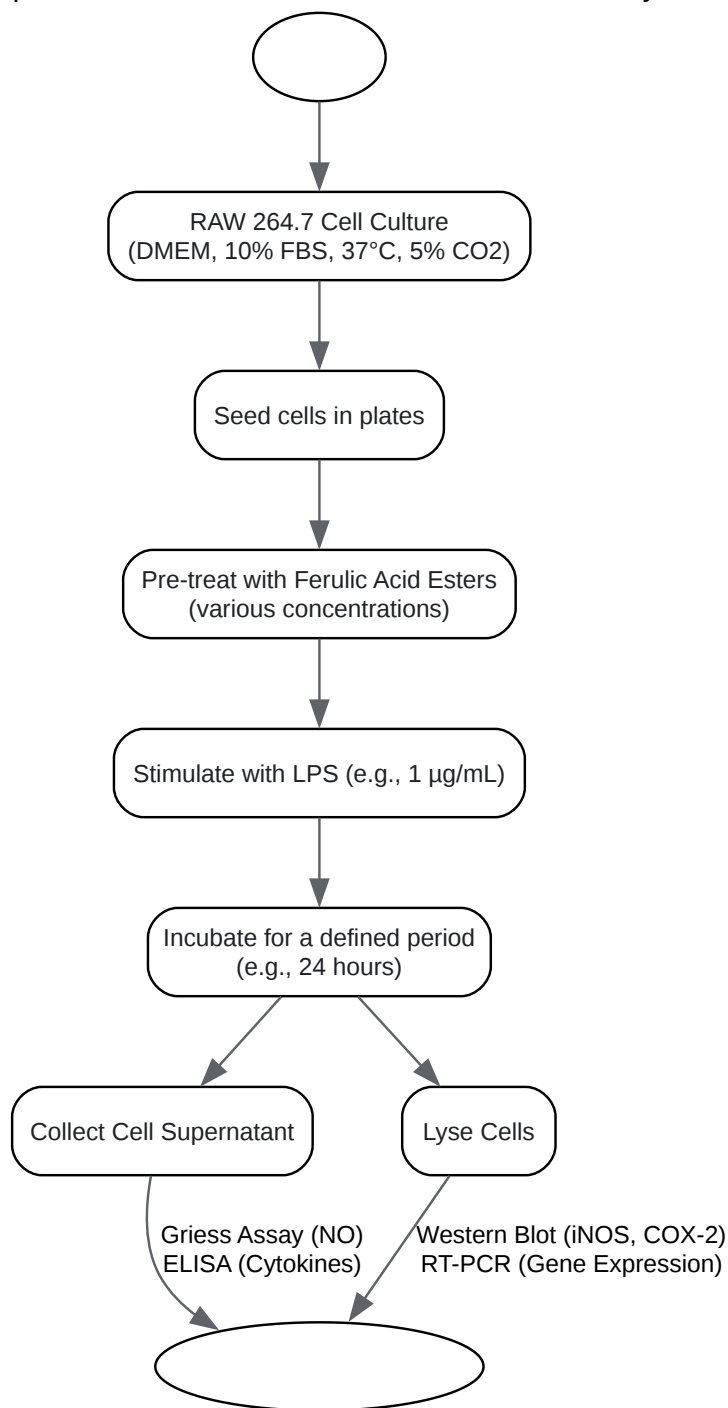 RAW 264.7 Cell Culture
(DMEM, 10% FBS, 37°C, 5% CO2)
Seed cells in plates
Pre-treat with Ferulic Acid Esters
(various concentrations)
Stimulate with LPS (e.g., 1 µg/mL)
Incubate for a defined period
(e.g., 24 hours)
Collect Cell Supernatant
Lyse Cells
Griess Assay (NO)
ELISA (Cytokines)
Western Blot (iNOS, COX-2)
RT-PCR (Gene Expression)